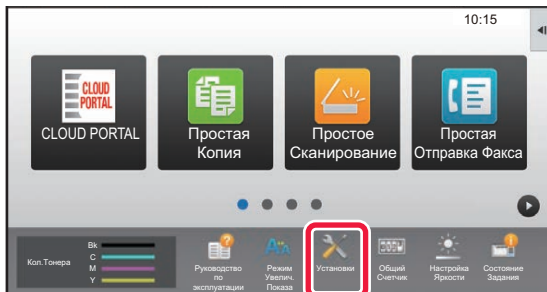 10:15
CLOUD
PORTAL
CLOUD PORTAL
Простая
Копия
Простое
Сканирование
Простая
Отправка Факса
Кол.Тонера
Bk
C
M
Y
Руководство
по
эксплуатации
Режим
Увелич.
Показа
Установки
Общий
Счетчик
Настройка
Яркости
Состояние
Задания